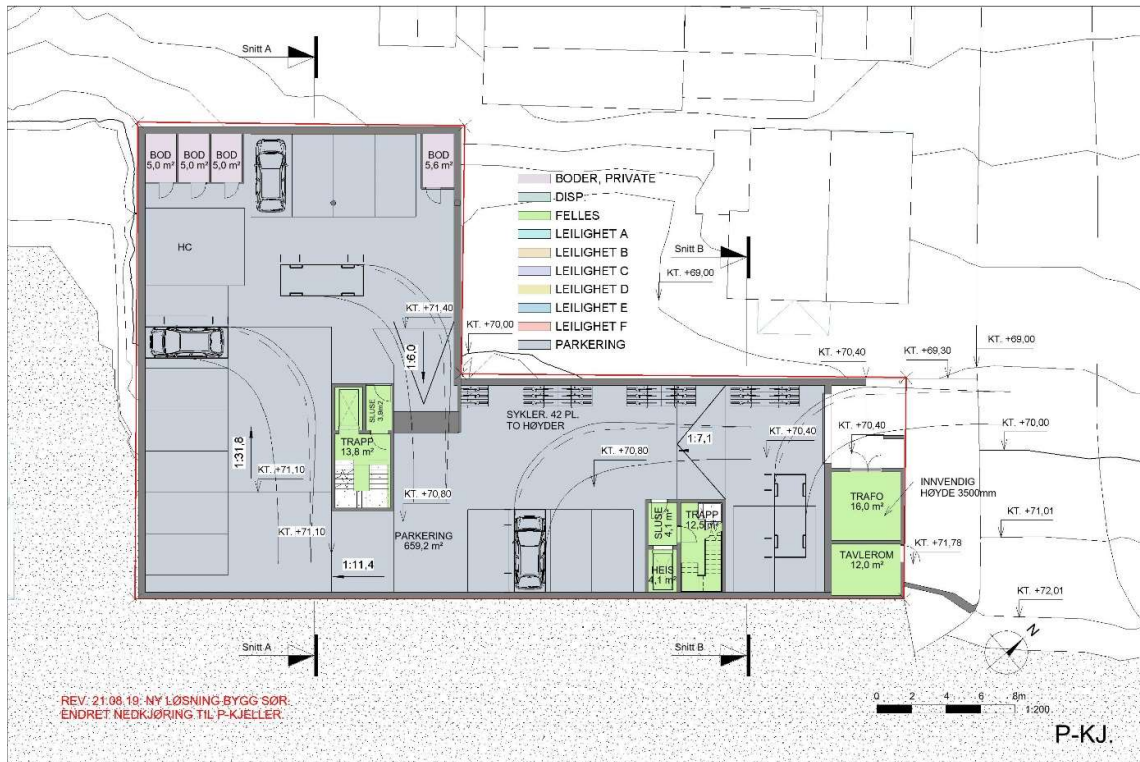 Snitt A
BOD
5,0 m²
BOD
5,0 m²
BOD
5,0 m²
BOD
5,6 m²
BODER, PRIVATE
DISP.
FELLES
LEILIGHET A
LEILIGHET B
LEILIGHET C
LEILIGHET D
LEILIGHET E
LEILIGHET F
PARKERING
Snitt B
KT. +69,00
HC
KT. +71,40
1:6,0
KT. +70,00
KT. +70,40
KT. +69,30
KT. +69,00
SLUSE
3,9m2
TRAPP
13,8 m²
SYKLER. 42 PL.
TO HØYDER
1:7,1
KT. +70,40
KT. +70,40
KT. +70,00
1:31,8
KT. +71,10
KT. +70,80
KT. +70,80
INNVENDIG
HØYDE 3500mm
TRAFO
16,0 m²
SLUSE
4,1 m²
TRAPP
12,5 m²
KT. +71,10
PARKERING
659,2 m²
KT. +71,01
KT. +71,78
TAVLEROM
12,0 m²
HEIS
4,1 m²
1:11,4
KT. +72,01
N
Snitt A
Snitt B
REV. 21.08.19: NY LØSNING BYGG SØR.
ENDRET NEDKJØRING TIL P-KJELLER.
0 2 4 6 8m
1:200
P-KJ.